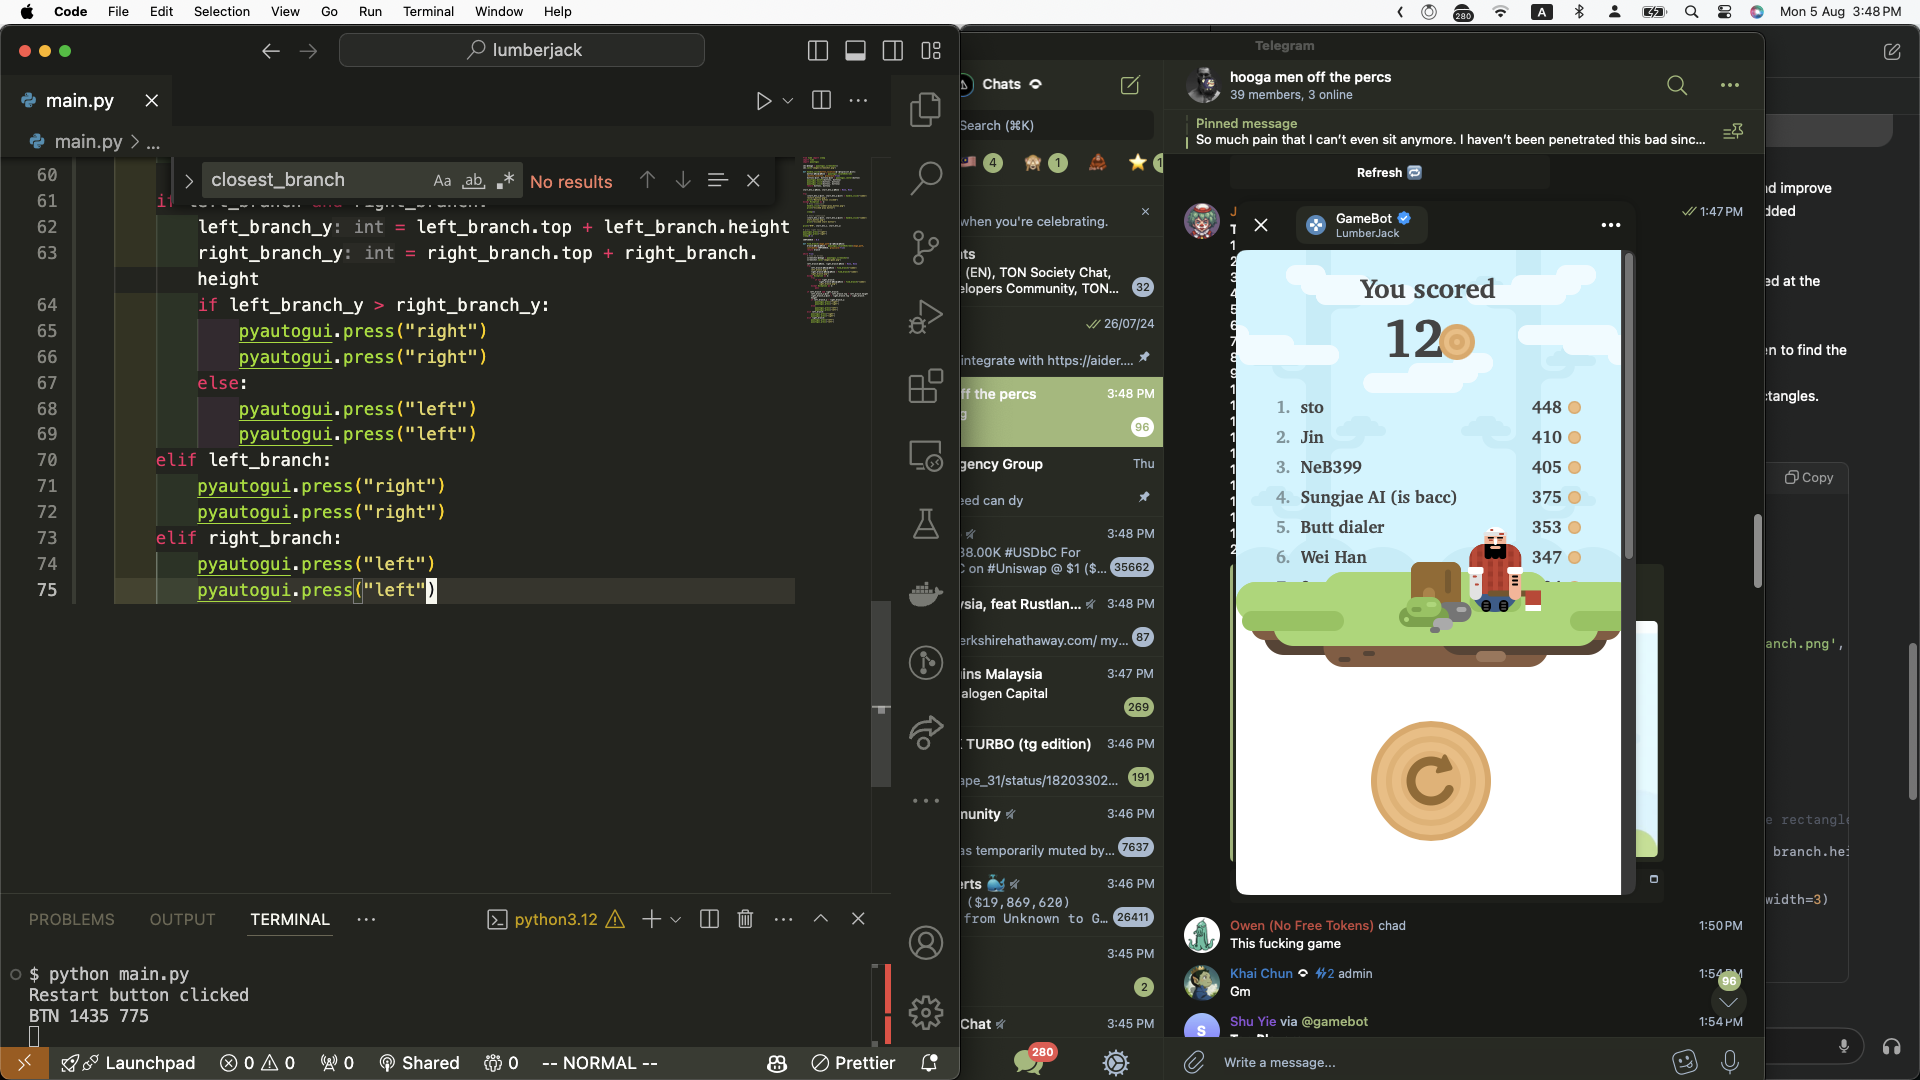 Code File Edit Selection View Go Run Terminal Window Help
280 A Mon 5 Aug 3:48 PM
lumberjack
main.py
main.py > ...
closest_branch Aa ab No results
60
61
62 left_branch_y: int = left_branch.top + left_branch.height
63 right_branch_y: int = right_branch.top + right_branch.
height
64 if left_branch_y > right_branch_y:
65 pyautogui.press("right")
66 pyautogui.press("right")
67 else:
68 pyautogui.press("left")
69 pyautogui.press("left")
70 elif left_branch:
71 pyautogui.press("right")
72 pyautogui.press("right")
73 elif right_branch:
74 pyautogui.press("left")
75 pyautogui.press("left")
PROBLEMS OUTPUT TERMINAL python3.12
$ python main.py
Restart button clicked
BTN 1435 775
Launchpad 0 0 0 Shared 0 -- NORMAL -- Prettier
Telegram
Chats
Search (⌘K)
4 1
when you're celebrating.
(EN), TON Society Chat,
elopers Community, TON... 32
26/07/24
integrate with https://aider....
ff the percs 3:48 PM
96
gency Group Thu
eed can dy
3:48 PM
38.00K #USDbC For
C on #Uniswap @ $1 ($... 35662
ysia, feat Rustlan... 3:48 PM
erkshirehathaway.com/ my... 87
ins Malaysia 3:47 PM
alogen Capital
269
TURBO (tg edition) 3:46 PM
ape_31/status/18203302... 191
munity 3:46 PM
as temporarily muted by... 7637
erts 3:46 PM
($19,869,620)
from Unknown to G... 26411
3:45 PM
2
Chat 3:45 PM
280
hooga men off the percs
39 members, 3 online
Pinned message
So much pain that I can't even sit anymore. I haven't been penetrated this bad sinc...
Refresh
1:47 PM
GameBot
LumberJack
You scored
12
1. sto 448
2. Jin 410
3. NeB399 405
4. Sungjae AI (is bacc) 375
5. Butt dialer 353
6. Wei Han 347
Owen (No Free Tokens) chad 1:50 PM
This fucking game
Khai Chun 2 admin 1:54 PM
Gm
96
S Shu Yie via @gamebot 1:54 PM
Write a message...
nd improve
dded
ed at the
en to find the
ctangles.
Copy
anch.png',
e rectangle
branch.hei
width=3)